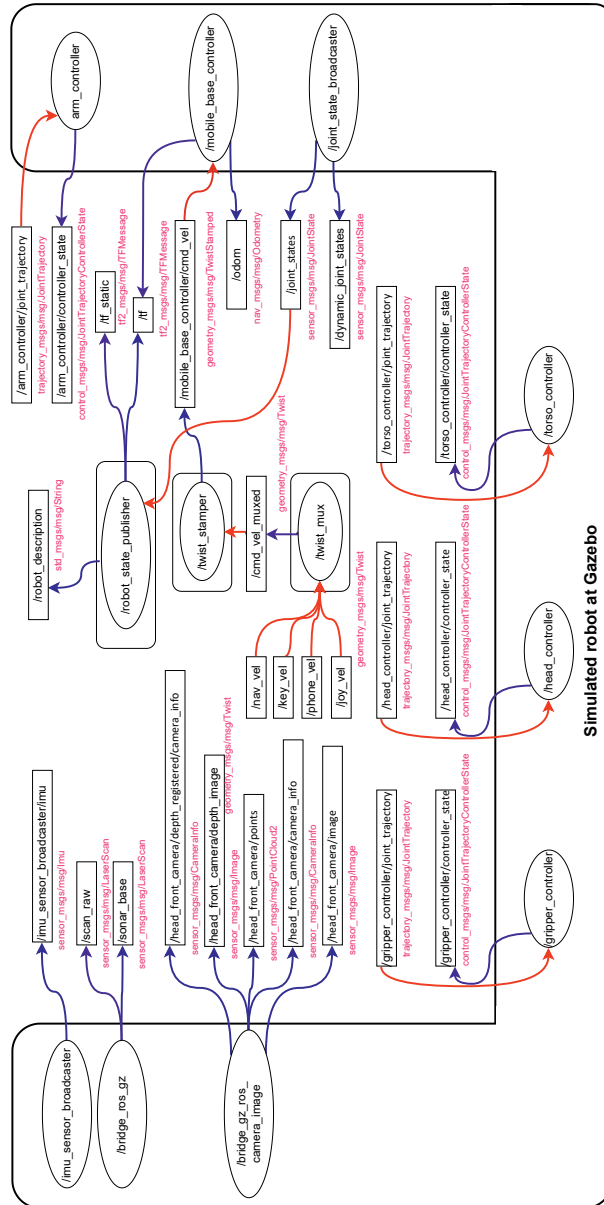 /imu_sensor_broadcaster
/bridge_ros_gz
/bridge_gz_ros_
camera_image
/imu_sensor_broadcaster/imu
sensor_msgs/msg/Imu
/scan_raw
sensor_msgs/msg/LaserScan
/sonar_base
sensor_msgs/msg/LaserScan
/head_front_camera/depth_registered/camera_info
sensor_msgs/msg/CameraInfo
/head_front_camera/depth_image
geometry_msgs/msg/Twist
sensor_msgs/msg/Image
/head_front_camera/points
sensor_msgs/msg/PointCloud2
/head_front_camera/camera_info
sensor_msgs/msg/CameraInfo
/head_front_camera/image
sensor_msgs/msg/Image
/gripper_controller/joint_trajectory
trajectory_msgs/msg/JointTrajectory
/gripper_controller/controller_state
control_msgs/msg/JointTrajectoryControllerState
/gripper_controller
/robot_description
std_msgs/msg/String
/robot_state_publisher
/twist_stamper
/cmd_vel_muxed
geometry_msgs/msg/Twist
/twist_mux
/nav_vel
/key_vel
/phone_vel
/joy_vel
geometry_msgs/msg/Twist
/head_controller/joint_trajectory
trajectory_msgs/msg/JointTrajectory
/head_controller/controller_state
control_msgs/msg/JointTrajectoryControllerState
/head_controller
/arm_controller/joint_trajectory
trajectory_msgs/msg/JointTrajectory
/arm_controller/controller_state
control_msgs/msg/JointTrajectoryControllerState
/tf_static
tf2_msgs/msg/TFMessage
/tf
tf2_msgs/msg/TFMessage
/mobile_base_controller/cmd_vel
geometry_msgs/msg/TwistStamped
/odom
nav_msgs/msg/Odometry
/joint_states
sensor_msgs/msg/JointState
/dynamic_joint_states
sensor_msgs/msg/JointState
/torso_controller/joint_trajectory
trajectory_msgs/msg/JointTrajectory
/torso_controller/controller_state
control_msgs/msg/JointTrajectoryControllerState
/torso_controller
arm_controller
/mobile_base_controller
/joint_state_broadcaster
Simulated robot at Gazebo